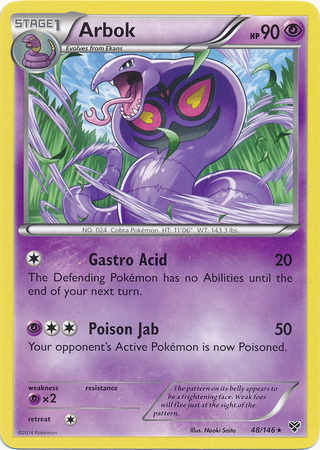 STAGE1
Arbok
HP 90
Evolves from Ekans
NO. 024 Cobra Pokémon HT: 11'06" WT: 143.3 lbs.
Gastro Acid 20
The Defending Pokémon has no Abilities until the
end of your next turn.
Poison Jab 50
Your opponent's Active Pokémon is now Poisoned.
weakness resistance
×2
retreat
The pattern on its belly appears to
be a frightening face. Weak foes
will flee just at the sight of the
pattern.
©2014 Pokémon
Illus. Naoki Saito
48/146★